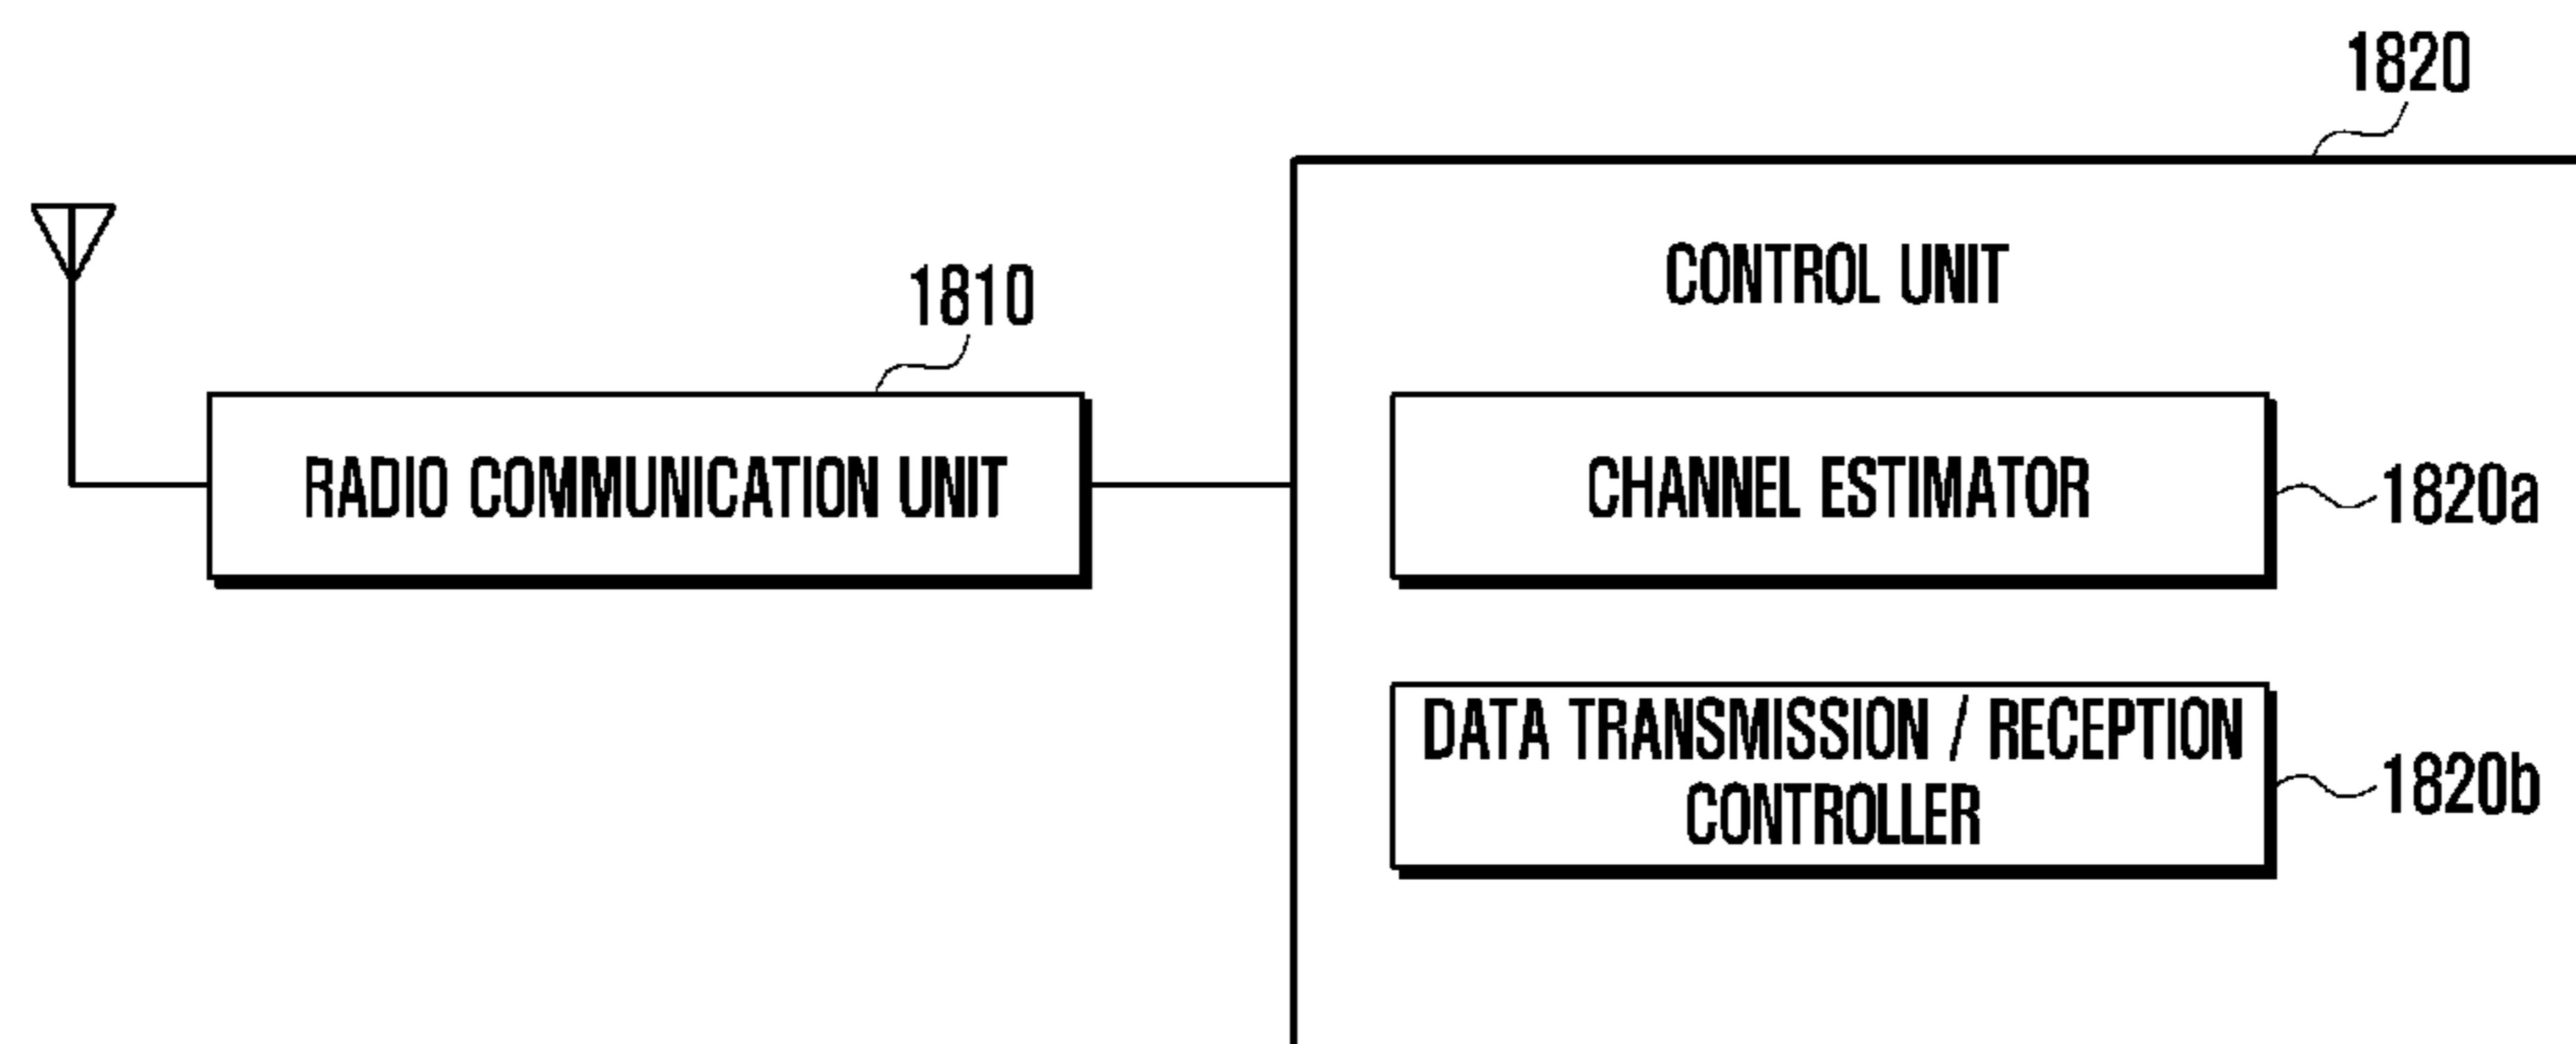 1820
CONTROL UNIT
1810
RADIO COMMUNICATION UNIT
CHANNEL ESTIMATOR
1820a
DATA TRANSMISSION / RECEPTION
CONTROLLER
1820b